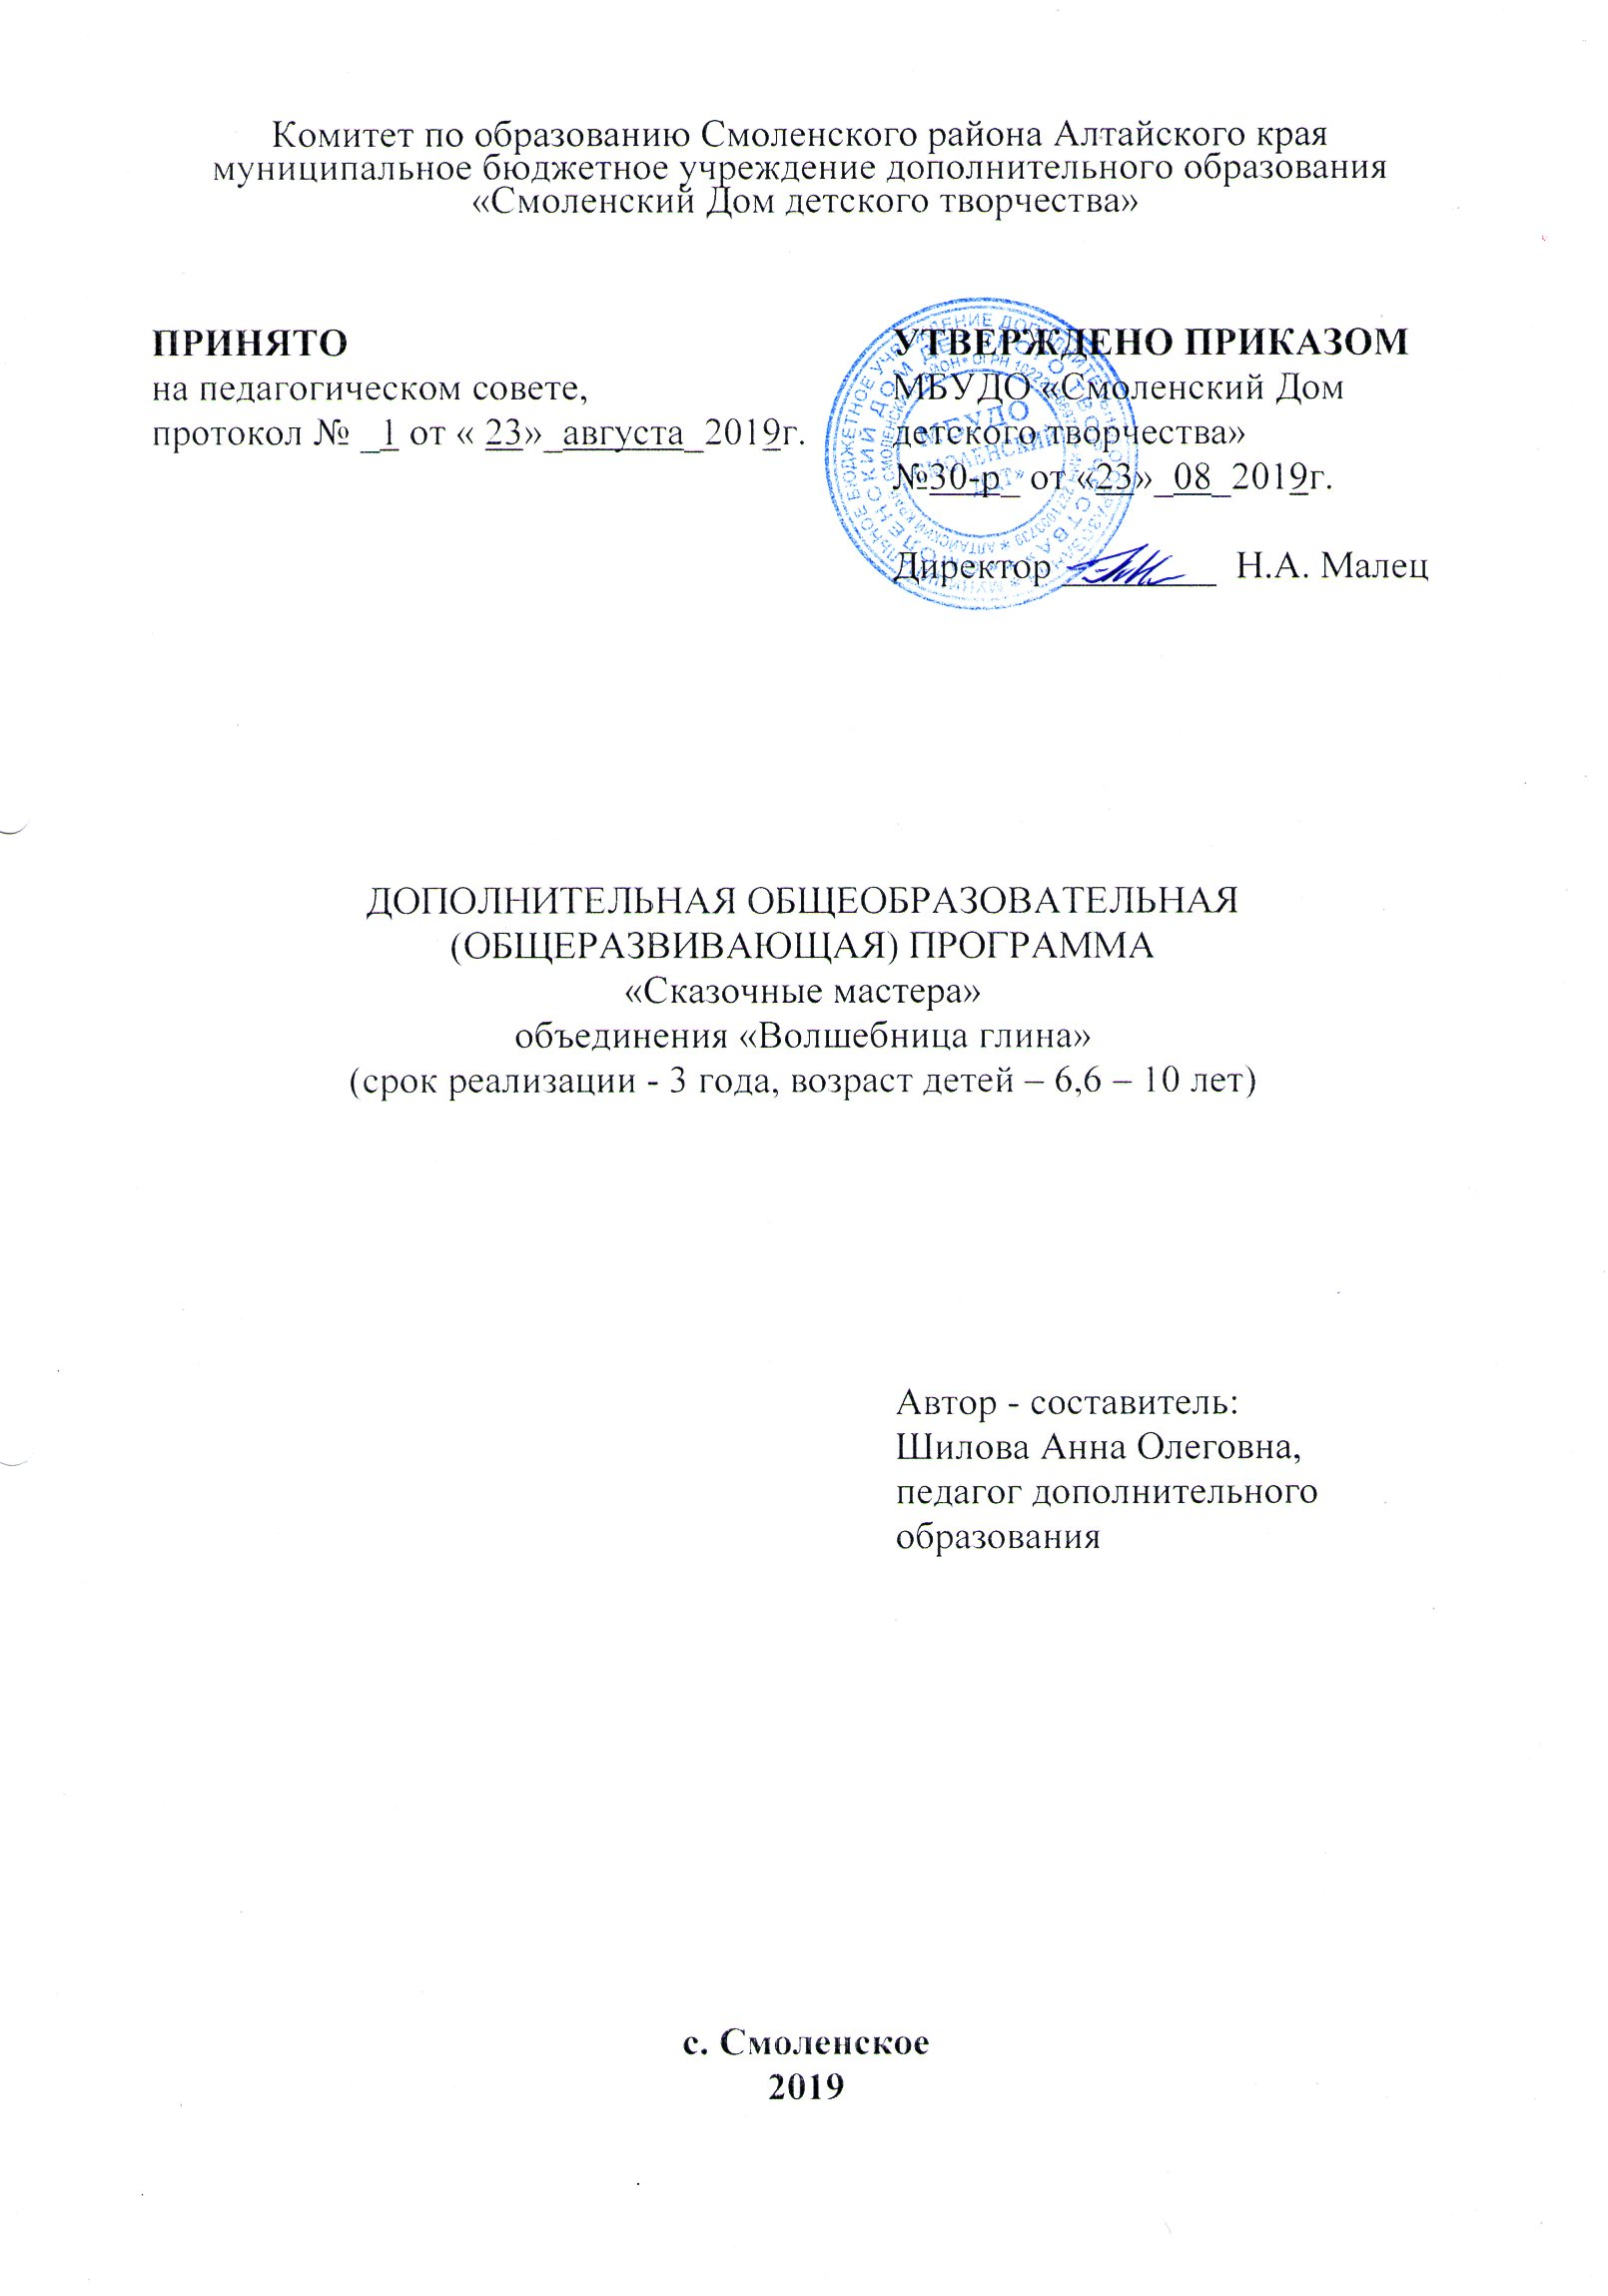 Комитет по образованию Смоленского района Алтайского края
муниципальное бюджетное учреждение дополнительного образования
«Смоленский Дом детского творчества»
ПРИНЯТО
на педагогическом совете,
протокол № _1 от « 23»_августа_2019г.
УТВЕРЖДЕНО ПРИКАЗОМ
МБУДО «Смоленский Дом
детского творчества»
№30-р_ от «23»_08_2019г.
Директор ________ Н.А. Малец
МБУДО
ДОПОЛНИТЕЛЬНАЯ ОБЩЕОБРАЗОВАТЕЛЬНАЯ
(ОБЩЕРАЗВИВАЮЩАЯ) ПРОГРАММА
«Сказочные мастера»
объединения «Волшебница глина»
(срок реализации - 3 года, возраст детей – 6,6 – 10 лет)
Автор - составитель:
Шилова Анна Олеговна,
педагог дополнительного
образования
с. Смоленское
2019